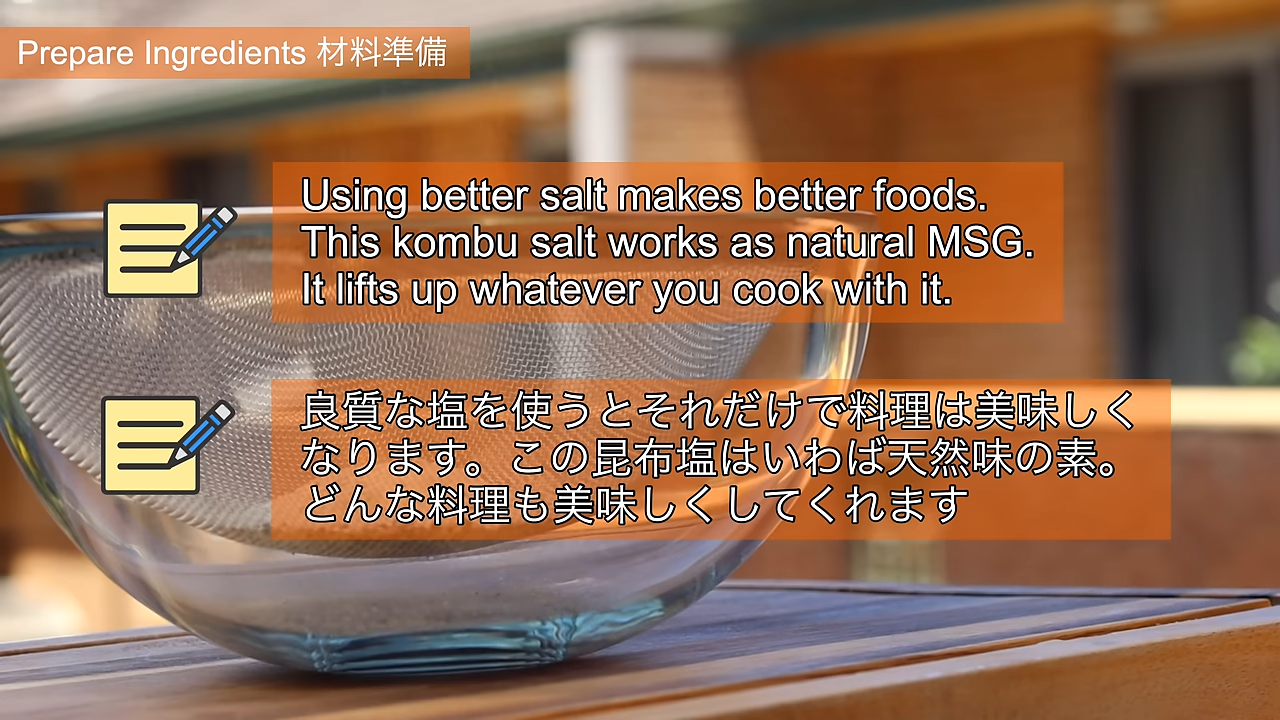 Prepare Ingredients 材料準備
Using better salt makes better foods.
This kombu salt works as natural MSG.
It lifts up whatever you cook with it.
良質な塩を使うとそれだけで料理は美味しく
なります。この昆布塩はいわば天然味の素。
どんな料理も美味しくしてくれます